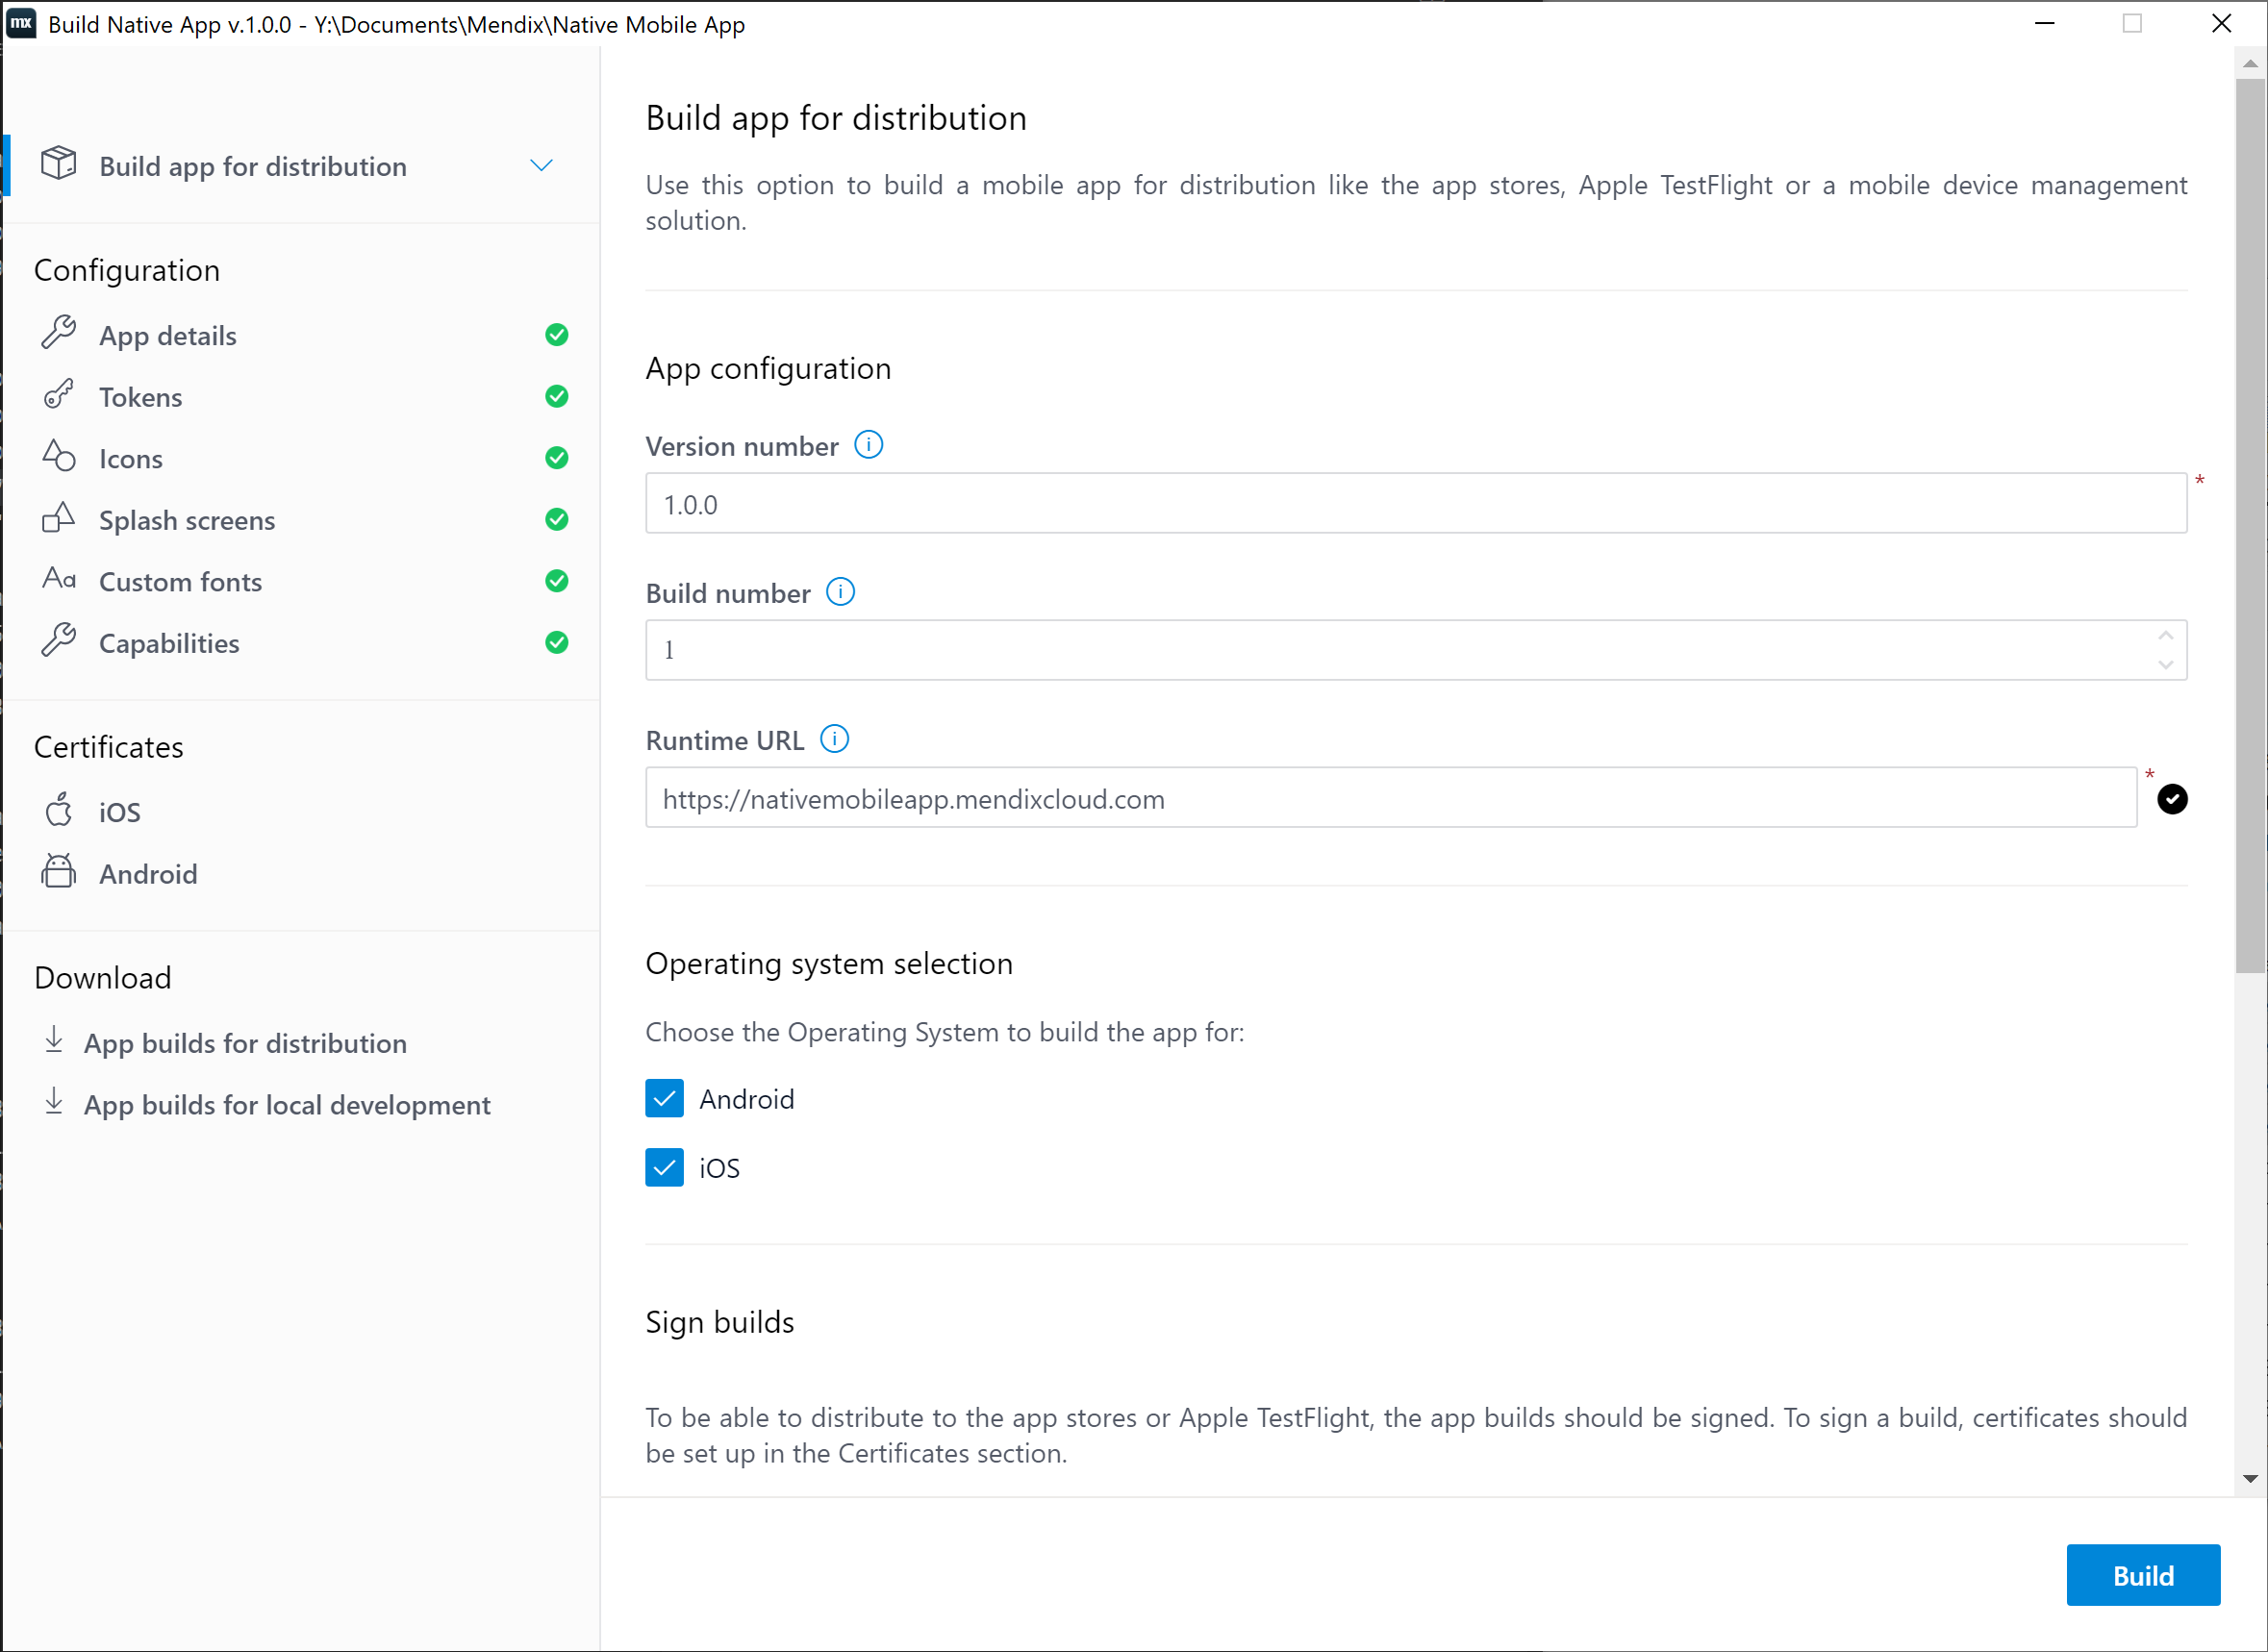 mx Build Native App v.1.0.0 - Y:\Documents\Mendix\Native Mobile App
Build app for distribution
Configuration
App details
Tokens
Icons
Splash screens
Aa Custom fonts
Capabilities
Certificates
iOS
Android
Download
App builds for distribution
App builds for local development
Build app for distribution
Use this option to build a mobile app for distribution like the app stores, Apple TestFlight or a mobile device management
solution.
App configuration
Version number i
1.0.0 *
Build number i
1
Runtime URL i
https://nativemobileapp.mendixcloud.com *
Operating system selection
Choose the Operating System to build the app for:
Android
iOS
Sign builds
To be able to distribute to the app stores or Apple TestFlight, the app builds should be signed. To sign a build, certificates should
be set up in the Certificates section.
Build